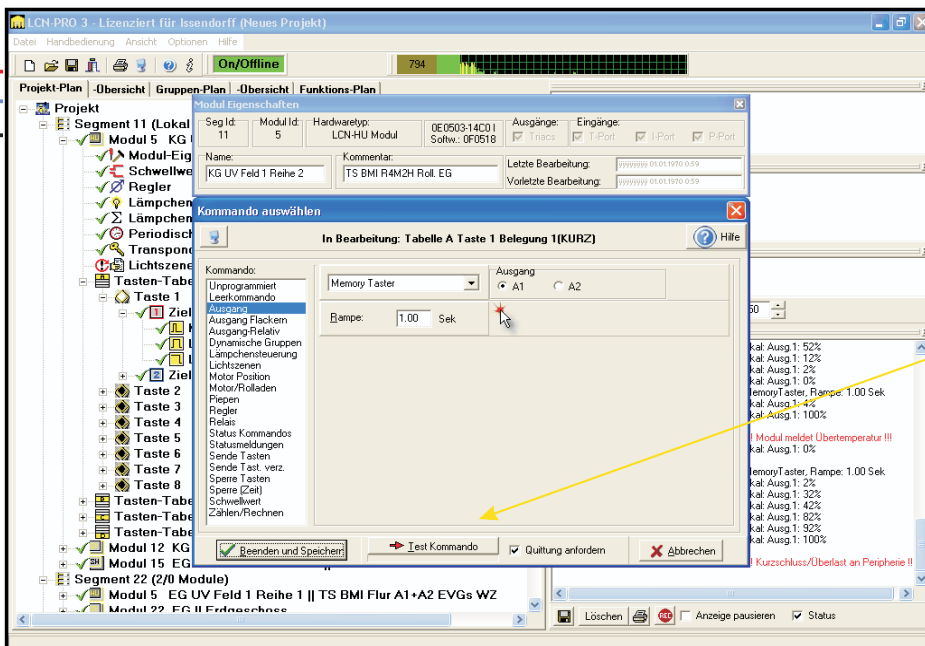 LCN-PRO 3 - Lizenziert für Issendorff (Neues Projekt)
Datei Handbedienung Ansicht Optionen Hilfe
On/Offline
794
Projekt-Plan -Übersicht Gruppen-Plan -Übersicht Funktions-Plan
Projekt
Segment 11 (Lokal
Modul 5 KG
Modul-Eig
Schwellwe
Regler
Lämpchen
Lämpchen
Periodisch
Transpond
Lichtszene
Tasten-Tabe
Taste 1
1 Ziel
K
L
L
2 Ziel
Taste 2
Taste 3
Taste 4
Taste 5
Taste 6
Taste 7
Taste 8
Tasten-Tabe
Tasten-Tabe
Tasten-Tabe
Modul 12 KG
Modul 15 EG
Segment 22 (2/0 Module)
Modul 5 EG UV Feld 1 Reihe 1 || TS BMI Flur A1+A2 EVGs WZ
Modul 22 EG II Erdgeschoss
Modul Eigenschaften
Seg Id: Modul Id: Hardwaretyp: Ausgänge: Eingänge:
11 5 LCN-HU Modul 0E0503-14C0 I Triacs T-Port I-Port P-Port
Softw.: 0F0518
Name: Kommentar: Letzte Bearbeitung: 01.01.1970 0:59
KG UV Feld 1 Reihe 2 TS BMI R4M2H Roll. EG Vorletzte Bearbeitung: 01.01.1970 0:59
Kommando auswählen
In Bearbeitung: Tabelle A Taste 1 Belegung 1(KURZ) Hilfe
Kommando:
Unprogrammiert
Leerkommando
Ausgang
Ausgang Flackern
Ausgang-Relativ
Dynamische Gruppen
Lämpchensteuerung
Lichtszenen
Motor Position
Motor/Rolladen
Piepen
Regler
Relais
Status Kommandos
Statusmeldungen
Sende Tasten
Sende Tast. verz.
Sperre Tasten
Sperre (Zeit)
Schwellwert
Zählen/Rechnen
Memory Taster
Ausgang
A1 A2
Rampe: 1.00 Sek
Beenden und Speichern Test Kommando Quittung anfordern Abbrechen
50
kal: Ausg.1: 52%
kal: Ausg.1: 12%
kal: Ausg.1: 2%
kal: Ausg.1: 0%
MemoryTaster, Rampe: 1.00 Sek
kal: Ausg.1: 4%
kal: Ausg.1: 100%
! Modul meldet Übertemperatur !!!
kal: Ausg.1: 0%
MemoryTaster, Rampe: 1.00 Sek
kal: Ausg.1: 2%
kal: Ausg.1: 32%
kal: Ausg.1: 42%
kal: Ausg.1: 82%
kal: Ausg.1: 92%
kal: Ausg.1: 100%
! Kurzschluss/Überlast an Peripherie !!
Löschen REC Anzeige pausieren Status